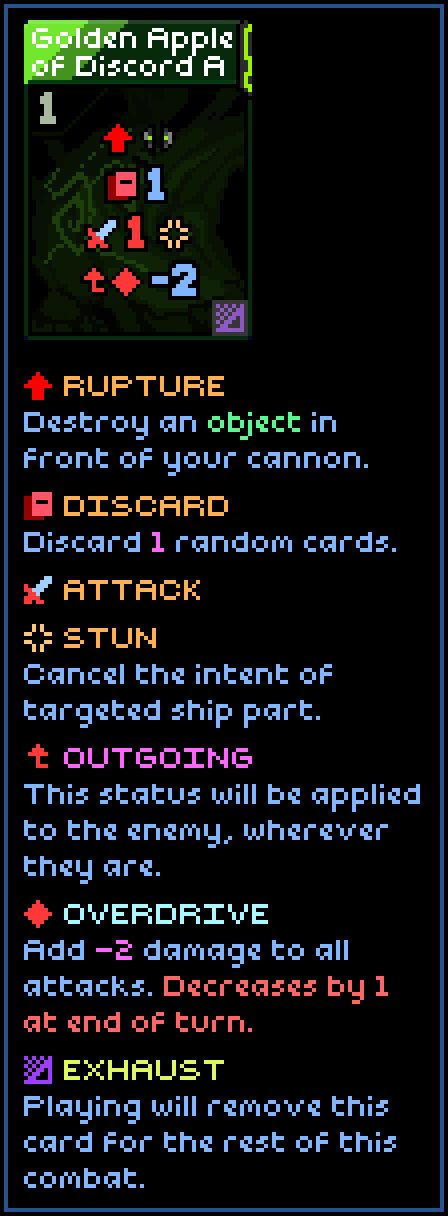 Golden Apple
of Discord A
1
1
1
-2
RUPTURE
Destroy an object in
front of your cannon.
DISCARD
Discard 1 random cards.
ATTACK
STUN
Cancel the intent of
targeted ship part.
OUTGOING
This status will be applied
to the enemy, wherever
they are.
OVERDRIVE
Add -2 damage to all
attacks. Decreases by 1
at end of turn.
EXHAUST
Playing will remove this
card for the rest of this
combat.